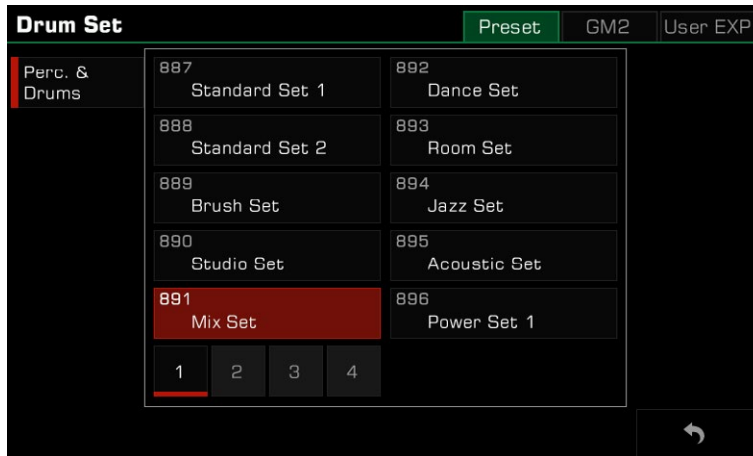 Drum Set
Preset
GM2
User EXP
Perc. &
Drums
887
Standard Set 1
888
Standard Set 2
889
Brush Set
890
Studio Set
891
Mix Set
892
Dance Set
893
Room Set
894
Jazz Set
895
Acoustic Set
896
Power Set 1
1
2
3
4